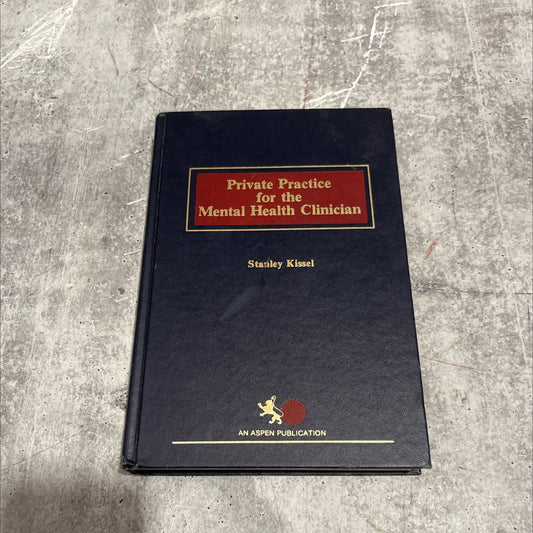 Private Practice
for the
Mental Health Clinician
Stanley Kissel
AN ASPEN PUBLICATION